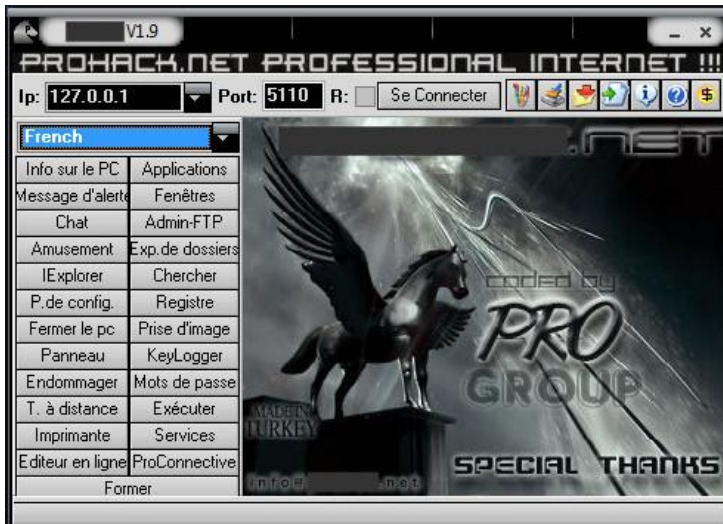 V1.9
PROHACK.NET PROFESSIONAL INTERNET !!!
Ip: 127.0.0.1 Port: 5110 R: Se Connecter
French
.NET
Info sur le PC Applications
Message d'alerte Fenêtres
Chat Admin-FTP
Amusement Exp.de dossiers
IExplorer Chercher
P.de config. Registre
Fermer le pc Prise d'image
Panneau KeyLogger
Endommager Mots de passe
T. à distance Exécuter
Imprimante Services
Editeur en ligne ProConnective
Former
coded by
PRO
GROUP
MADE IN
TURKEY
SPECIAL THANKS
info@ .net